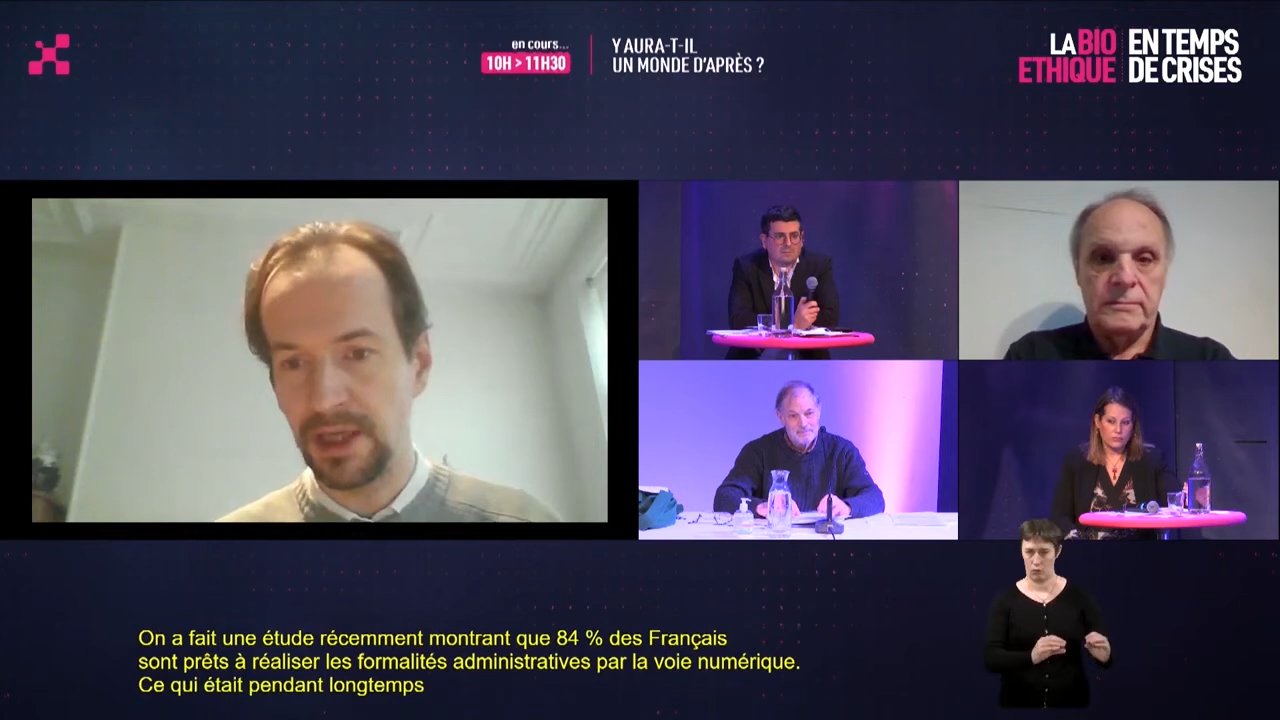 en cours...
10H > 11H30
Y AURA-T-IL
UN MONDE D'APRÈS ?
LA BIO
ETHIQUE
EN TEMPS
DE CRISES
On a fait une étude récemment montrant que 84 % des Français
sont prêts à réaliser les formalités administratives par la voie numérique.
Ce qui était pendant longtemps